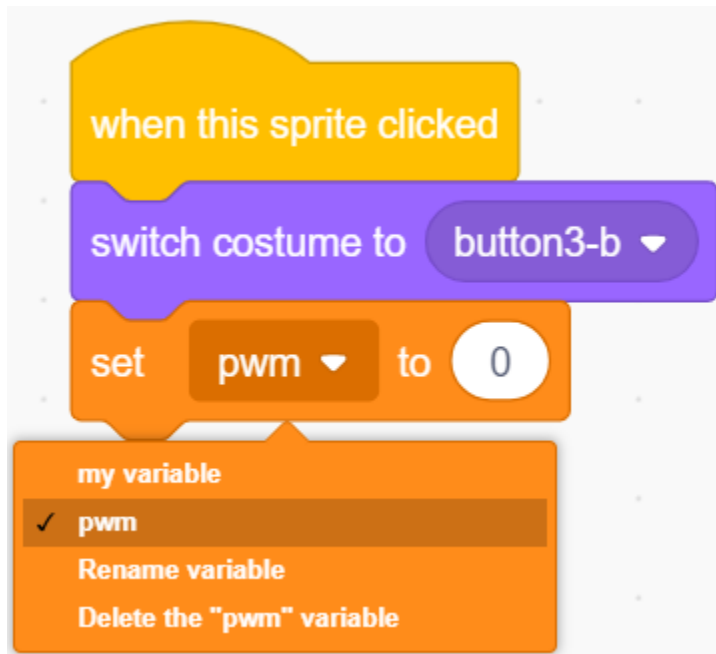 when this sprite clicked
switch costume to button3-b
set pwm to 0
my variable
✓ pwm
Rename variable
Delete the "pwm" variable